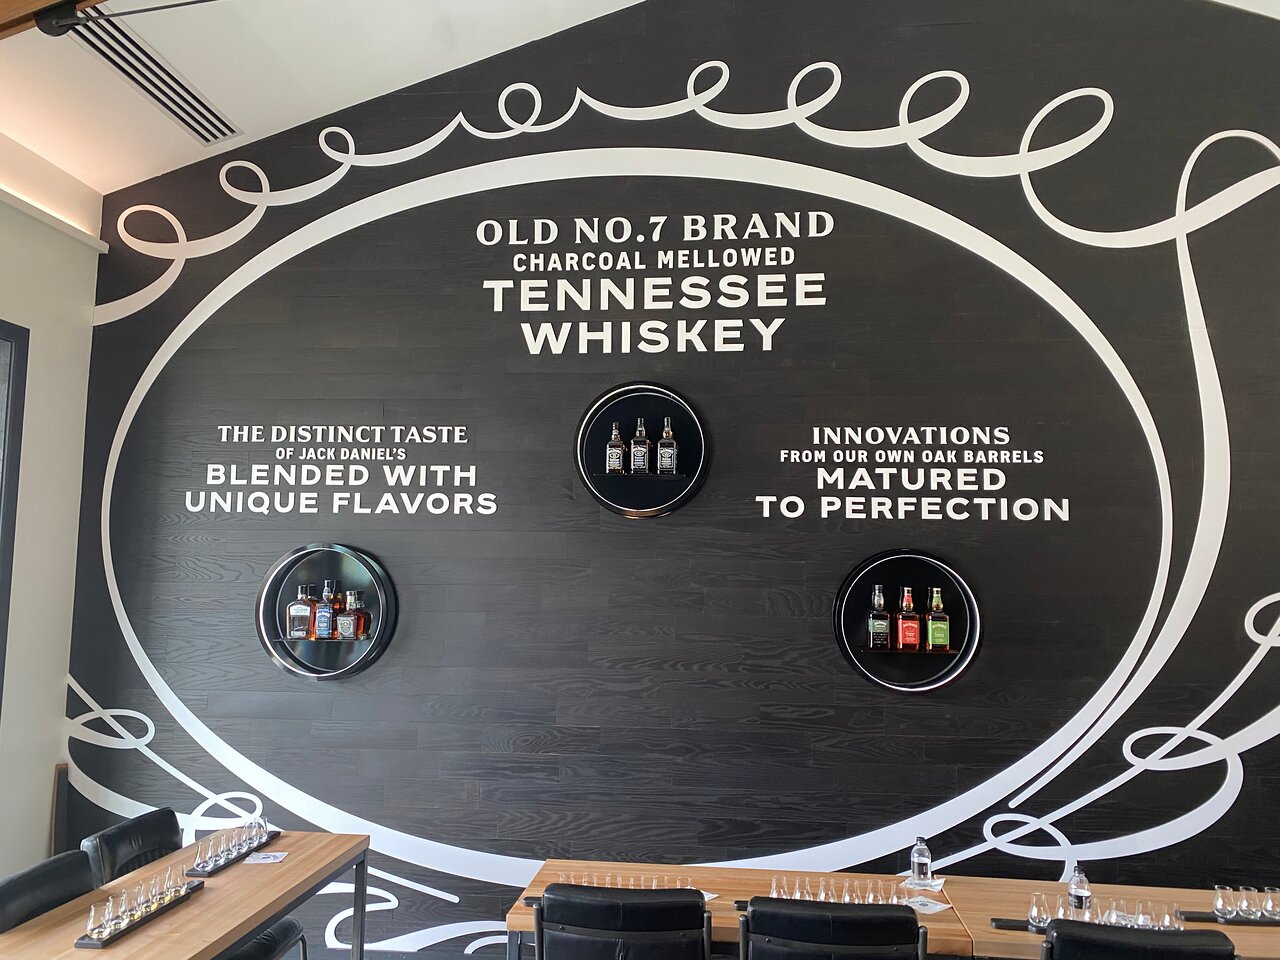 OLD NO.7 BRAND
CHARCOAL MELLOWED
TENNESSEE
WHISKEY
THE DISTINCT TASTE
OF JACK DANIEL'S
BLENDED WITH
UNIQUE FLAVORS
INNOVATIONS
FROM OUR OWN OAK BARRELS
MATURED
TO PERFECTION